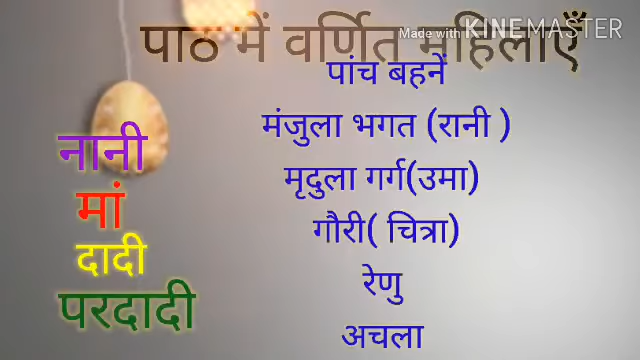 पाठ में वर्णित महिलाएँ
Made with KINEMASTER
पांच बहनें
मंजुला भगत (रानी )
मृदुला गर्ग(उमा)
गौरी( चित्रा)
रेणु
अचला
नानी
मां
दादी
परदादी